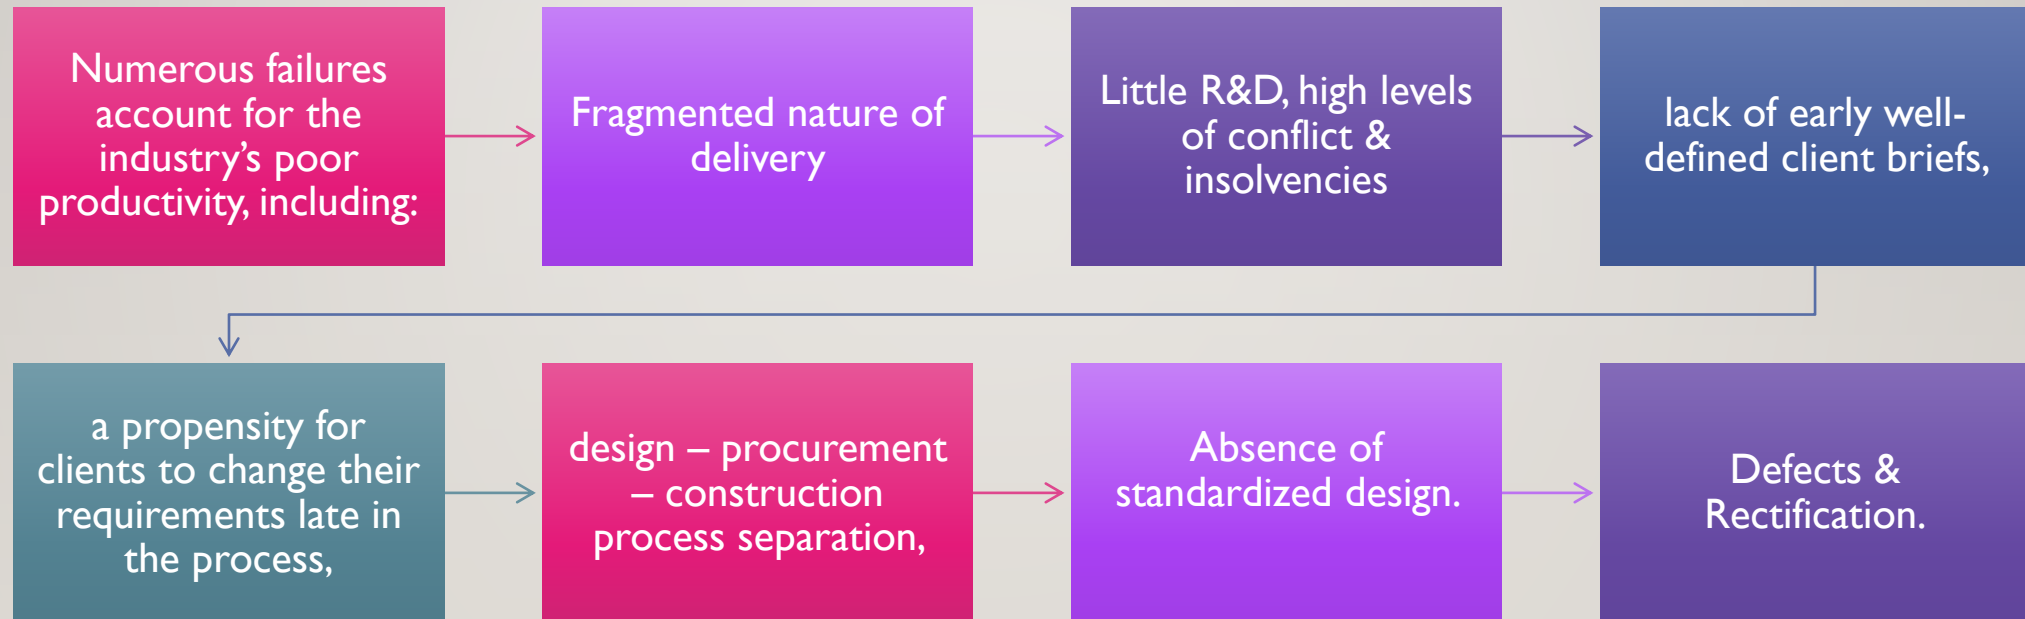 Numerous failures
account for the
industry's poor
productivity, including:
Fragmented nature of
delivery
Little R&D, high levels
of conflict &
insolvencies
lack of early well-
defined client briefs,
a propensity for
clients to change their
requirements late in
the process,
design – procurement
– construction
process separation,
Absence of
standardized design.
Defects &
Rectification.